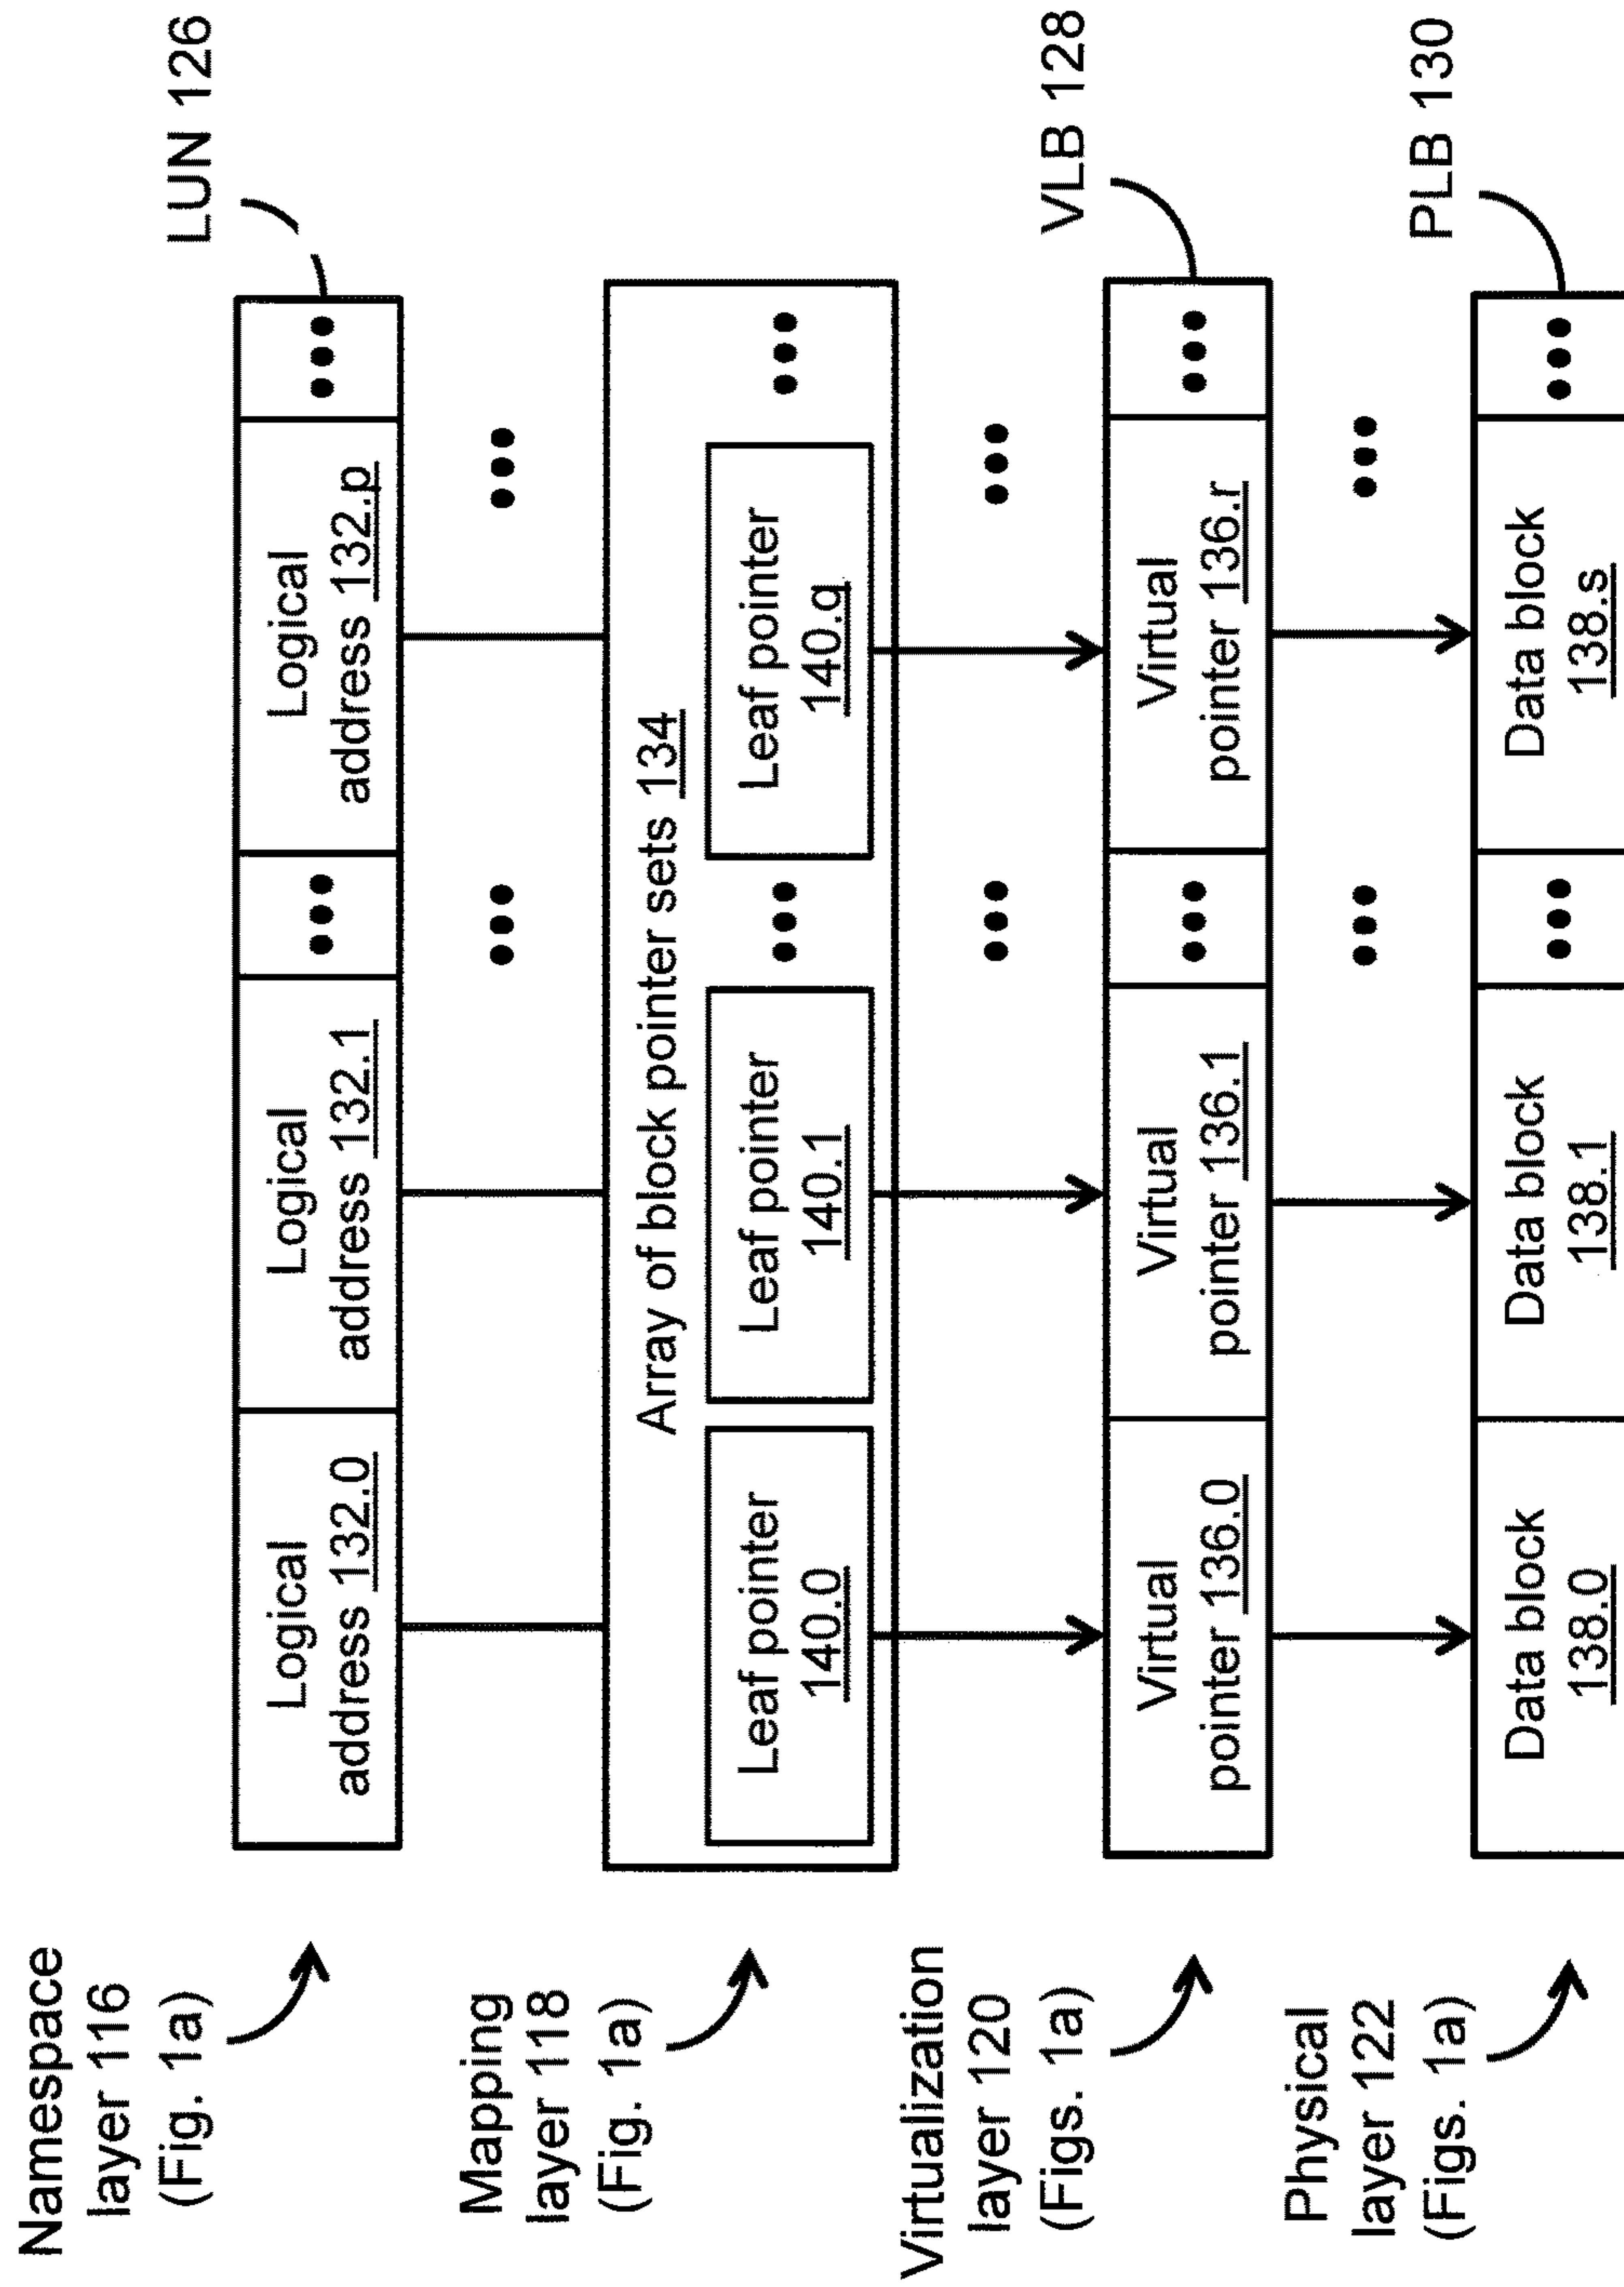 Namespace
layer 116
(Fig. 1a)
LUN 126
Logical
address 132.0
Logical
address 132.1
•••
Logical
address 132.p
•••
•••
•••
Mapping
layer 118
(Fig. 1a)
Array of block pointer sets 134
Leaf pointer
140.0
Leaf pointer
140.1
•••
Leaf pointer
140.q
•••
•••
•••
Virtualization
layer 120
(Figs. 1a)
VLB 128
Virtual
pointer 136.0
Virtual
pointer 136.1
•••
Virtual
pointer 136.r
•••
•••
•••
Physical
layer 122
(Figs. 1a)
PLB 130
Data block
138.0
Data block
138.1
•••
Data block
138.s
•••